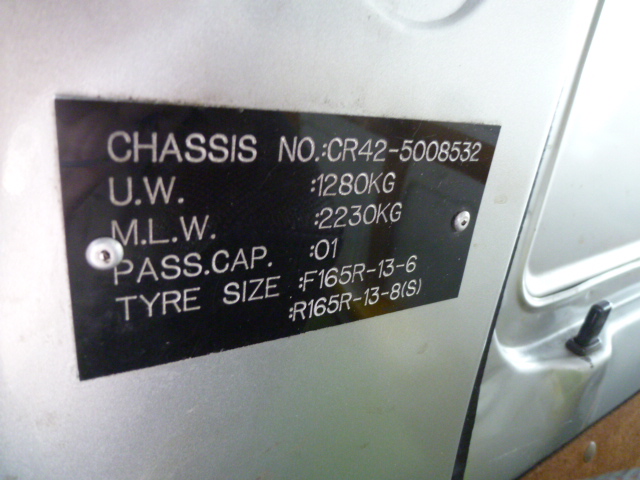 CHASSIS NO.:CR42-5008532
U.W. :1280KG
M.L.W. :2230KG
PASS.CAP. :01
TYRE SIZE :F165R-13-6
:R165R-13-8(S)